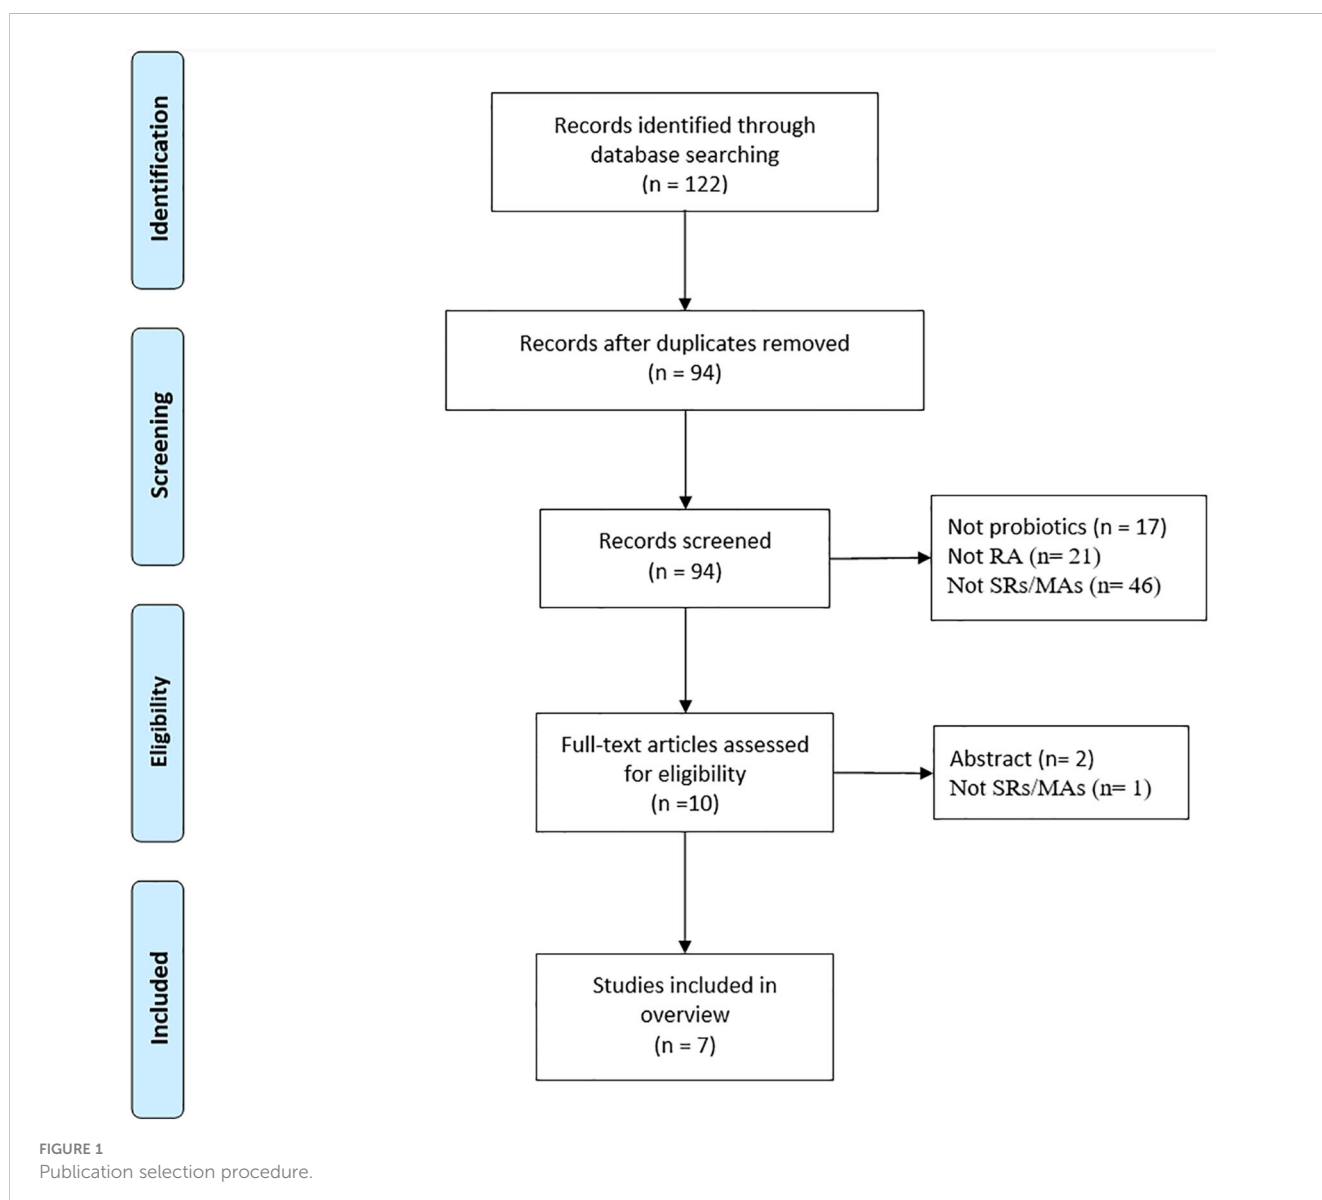 Identification
Records identified through
database searching
(n = 122)
Records after duplicates removed
(n = 94)
Screening
Records screened
(n = 94)
Not probiotics (n = 17)
Not RA (n= 21)
Not SRs/MAs (n= 46)
Eligibility
Full-text articles assessed
for eligibility
(n =10)
Abstract (n= 2)
Not SRs/MAs (n= 1)
Included
Studies included in
overview
(n = 7)
FIGURE 1
Publication selection procedure.